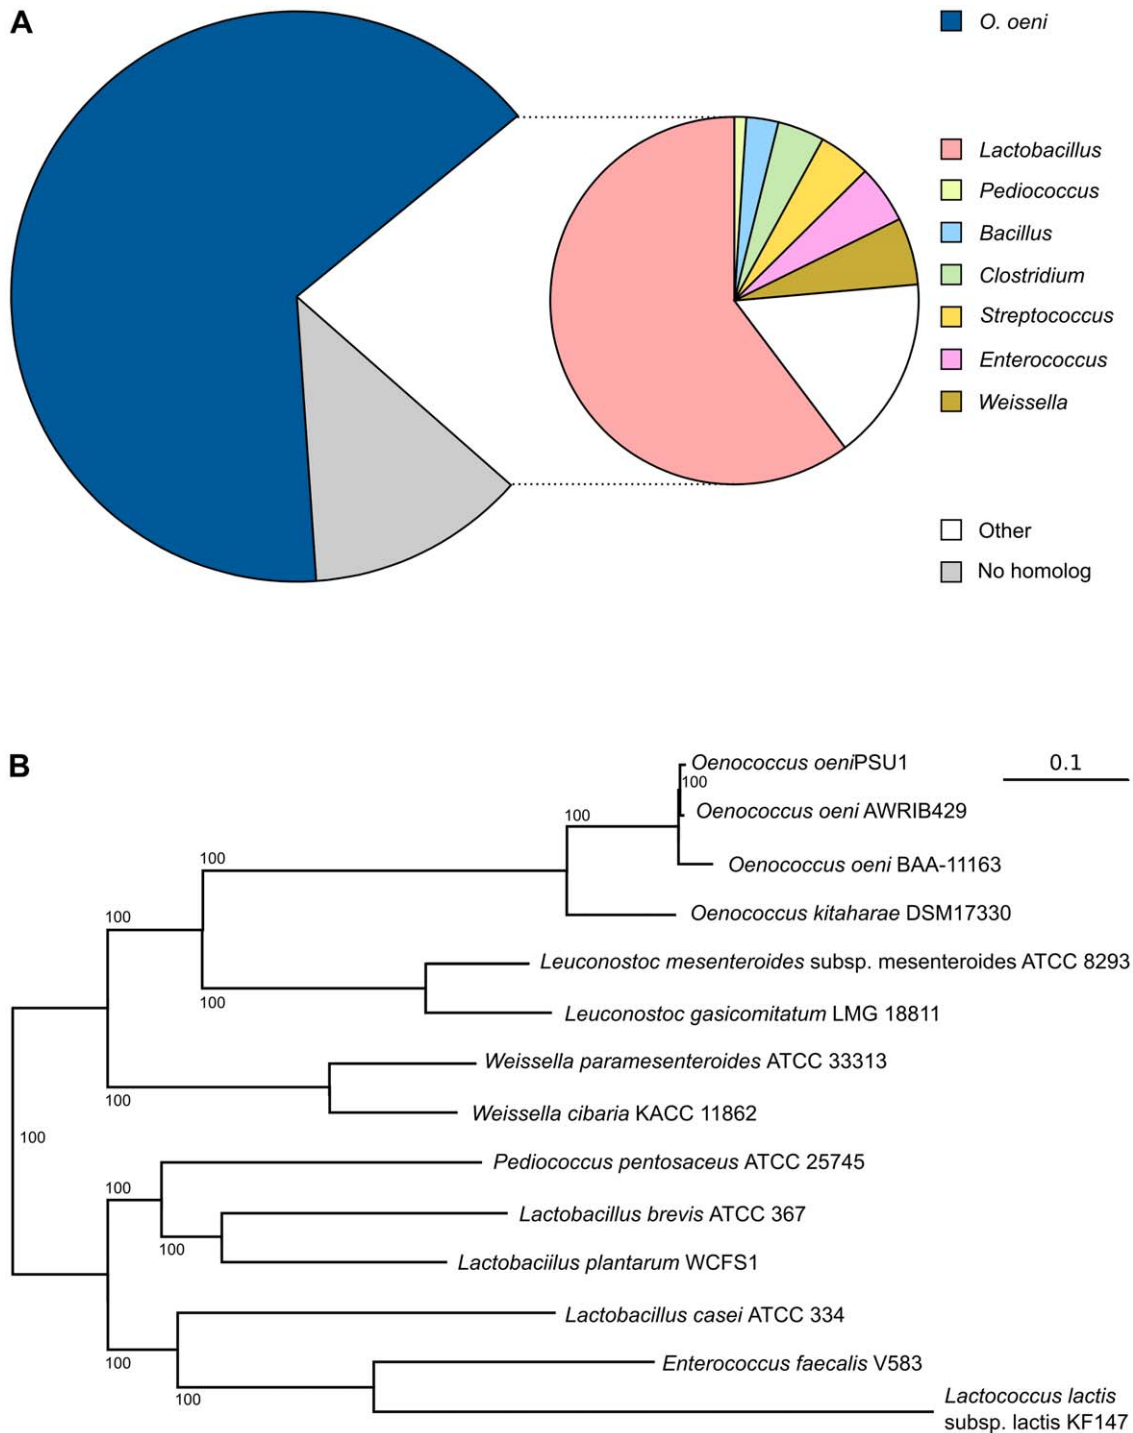 A
O. oeni
Lactobacillus
Pediococcus
Bacillus
Clostridium
Streptococcus
Enterococcus
Weissella
Other
No homolog
B
Oenococcus oeniPSU1
0.1
100
Oenococcus oeni AWRIB429
100
100
Oenococcus oeni BAA-11163
100
Oenococcus kitaharae DSM17330
Leuconostoc mesenteroides subsp. mesenteroides ATCC 8293
100
Leuconostoc gasicomitatum LMG 18811
Weissella paramesenteroides ATCC 33313
100
Weissella cibaria KACC 11862
100
Pediococcus pentosaceus ATCC 25745
100
Lactobacillus brevis ATCC 367
100
Lactobaciilus plantarum WCFS1
Lactobacillus casei ATCC 334
100
Enterococcus faecalis V583
100
Lactococcus lactis
subsp. lactis KF147